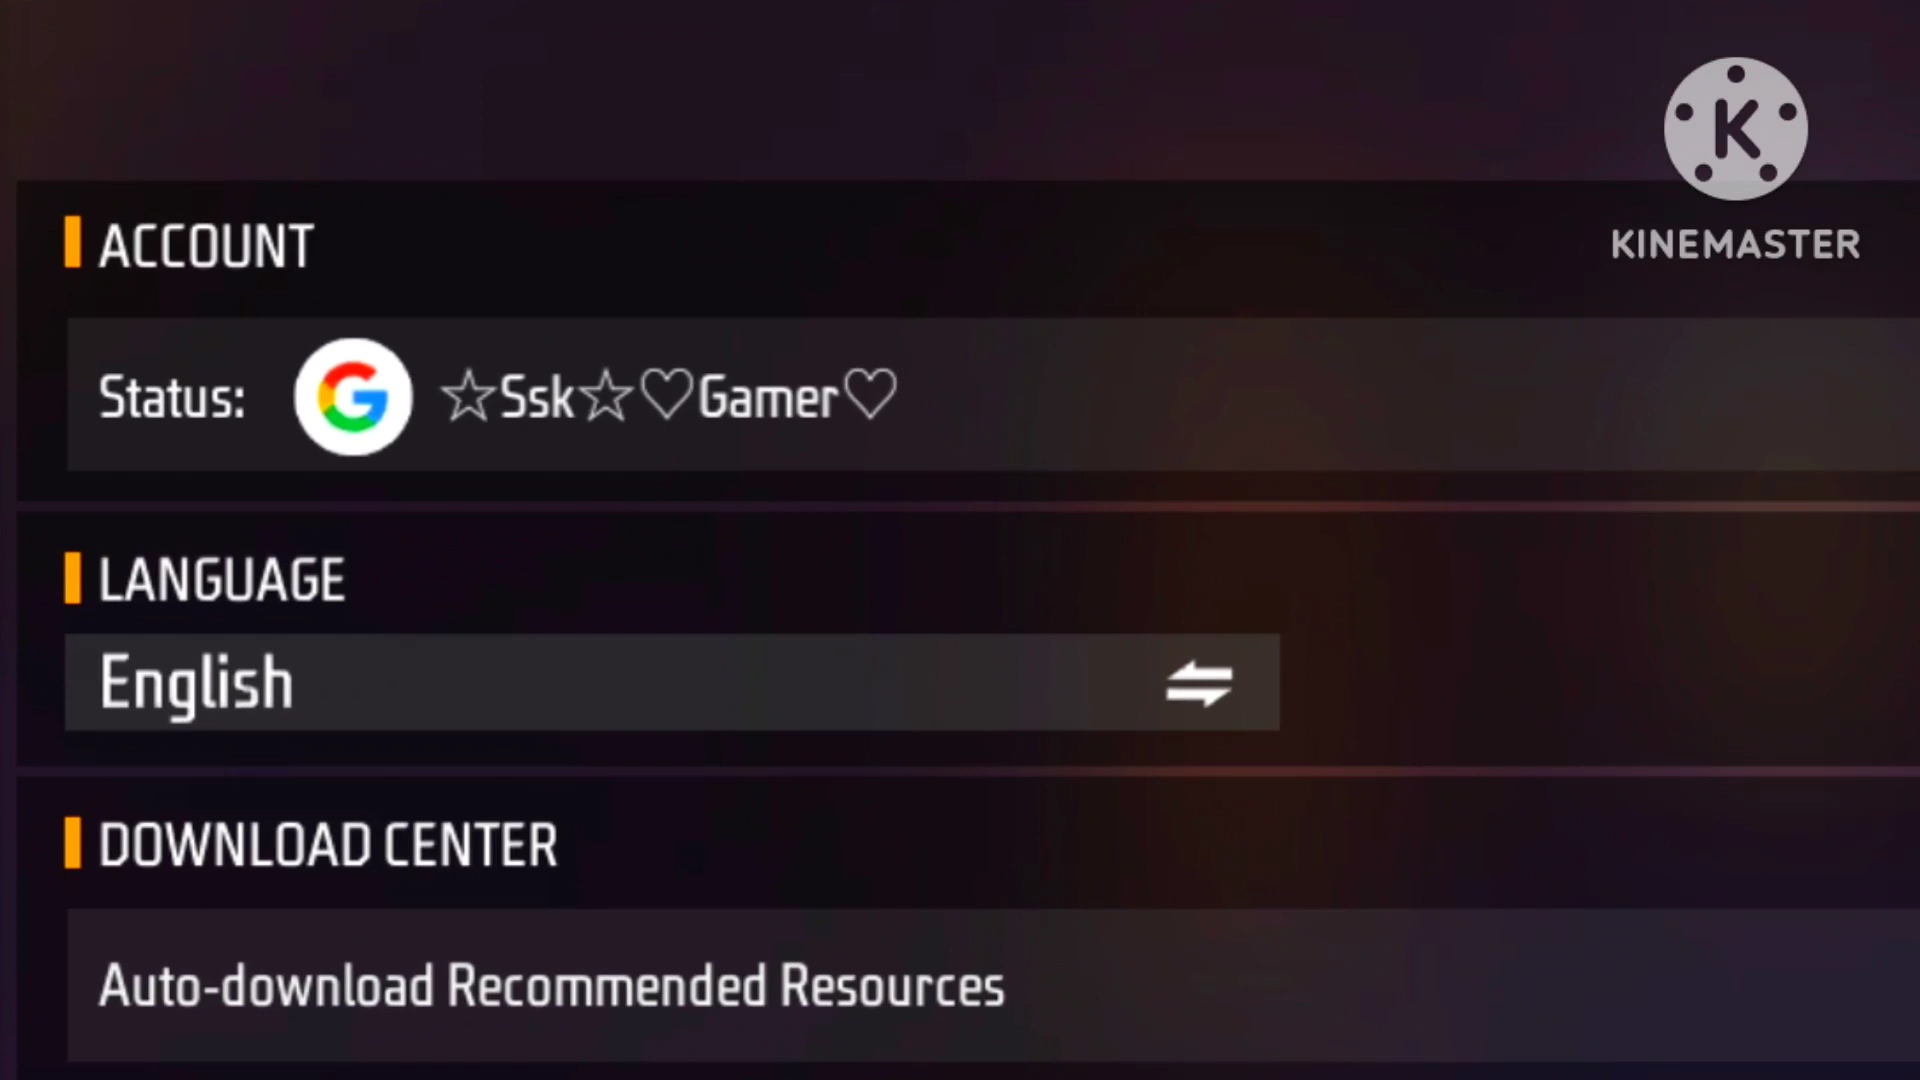 K
KINEMASTER
ACCOUNT
Status: G ☆Ssk☆♡Gamer♡
LANGUAGE
English
DOWNLOAD CENTER
Auto-download Recommended Resources